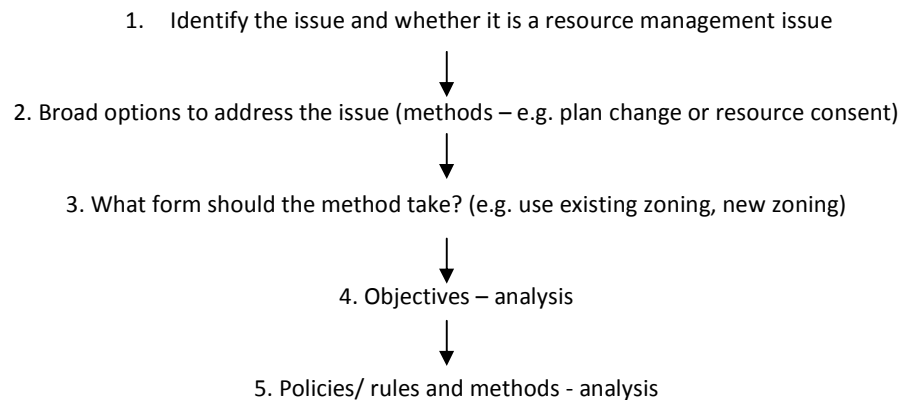 1. Identify the issue and whether it is a resource management issue
2. Broad options to address the issue (methods – e.g. plan change or resource consent)
3. What form should the method take? (e.g. use existing zoning, new zoning)
4. Objectives – analysis
5. Policies/ rules and methods - analysis